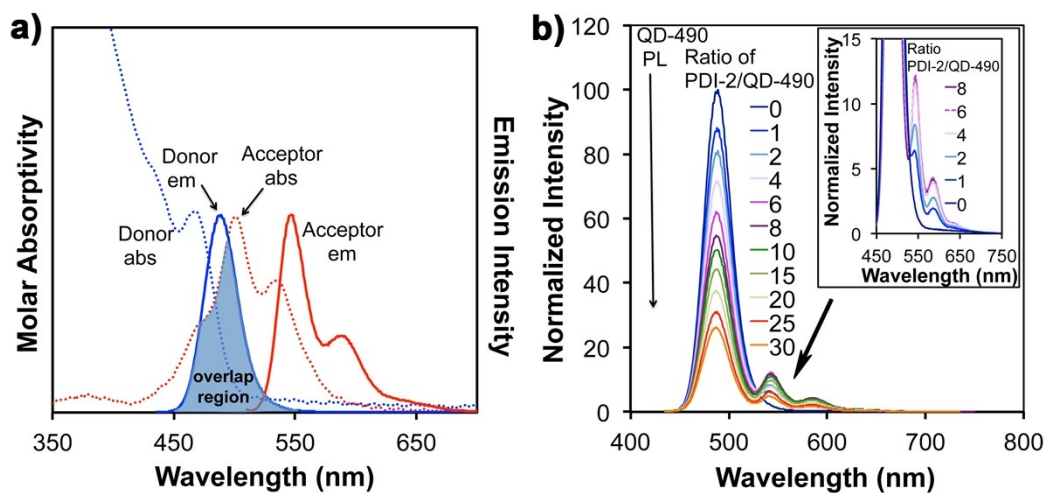 a)
Molar Absorptivity
Emission Intensity
Donor
em
Acceptor
abs
Donor
abs
Acceptor
em
overlap
region
350
450
550
650
Wavelength (nm)
b)
Normalized Intensity
120
100
80
60
40
20
0
QD-490
PL
Ratio of
PDI-2/QD-490
0
1
2
4
6
8
10
15
20
25
30
400
500
600
700
800
Wavelength (nm)
Normalized Intensity
15
10
5
0
Ratio
PDI-2/QD-490
8
6
4
2
1
0
450
550
650
750
Wavelength (nm)